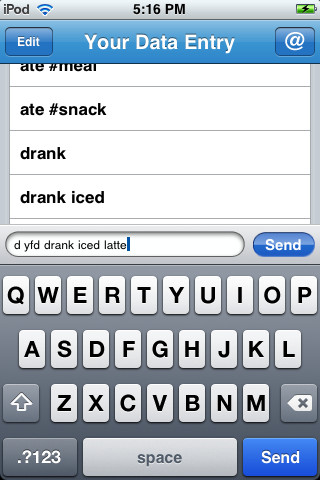 iPod 5:16 PM
Edit Your Data Entry @
ate #meal
ate #snack
drank
drank iced
d yfd drank iced latte Send
Q W E R T Y U I O P
A S D F G H J K L
Z X C V B N M
.?123 space Send